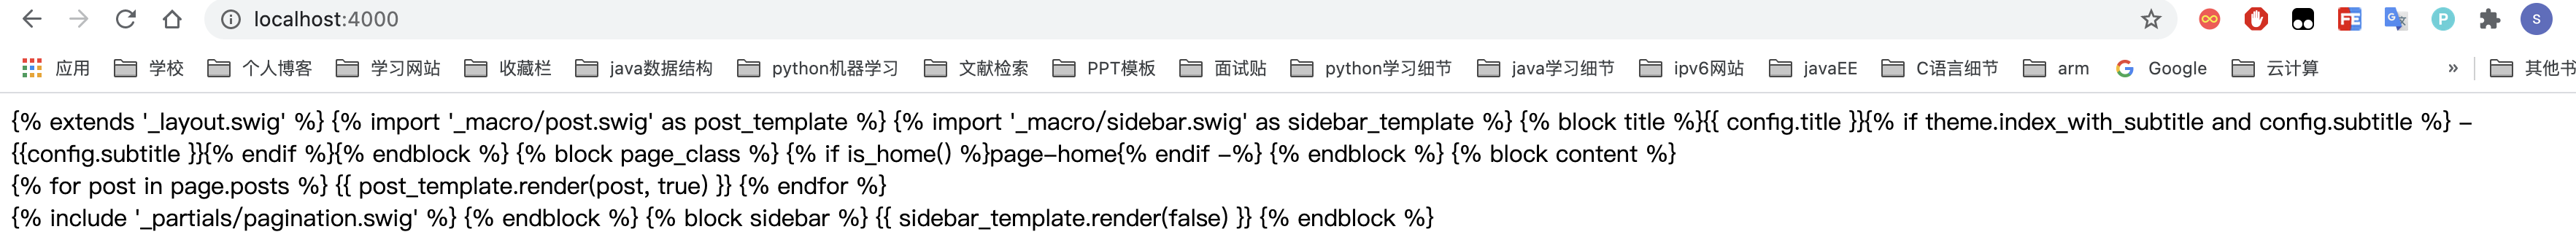 localhost:4000
应用 学校 个人博客 学习网站 收藏栏 java数据结构 python机器学习 文献检索 PPT模板 面试贴 python学习细节 java学习细节 ipv6网站 javaEE C语言细节 arm Google 云计算 » 其他书
{% extends '_layout.swig' %} {% import '_macro/post.swig' as post_template %} {% import '_macro/sidebar.swig' as sidebar_template %} {% block title %}{{ config.title }}{% if theme.index_with_subtitle and config.subtitle %} –
{{config.subtitle }}{% endif %}{% endblock %} {% block page_class %} {% if is_home() %}page-home{% endif -%} {% endblock %} {% block content %}
{% for post in page.posts %} {{ post_template.render(post, true) }} {% endfor %}
{% include '_partials/pagination.swig' %} {% endblock %} {% block sidebar %} {{ sidebar_template.render(false) }} {% endblock %}